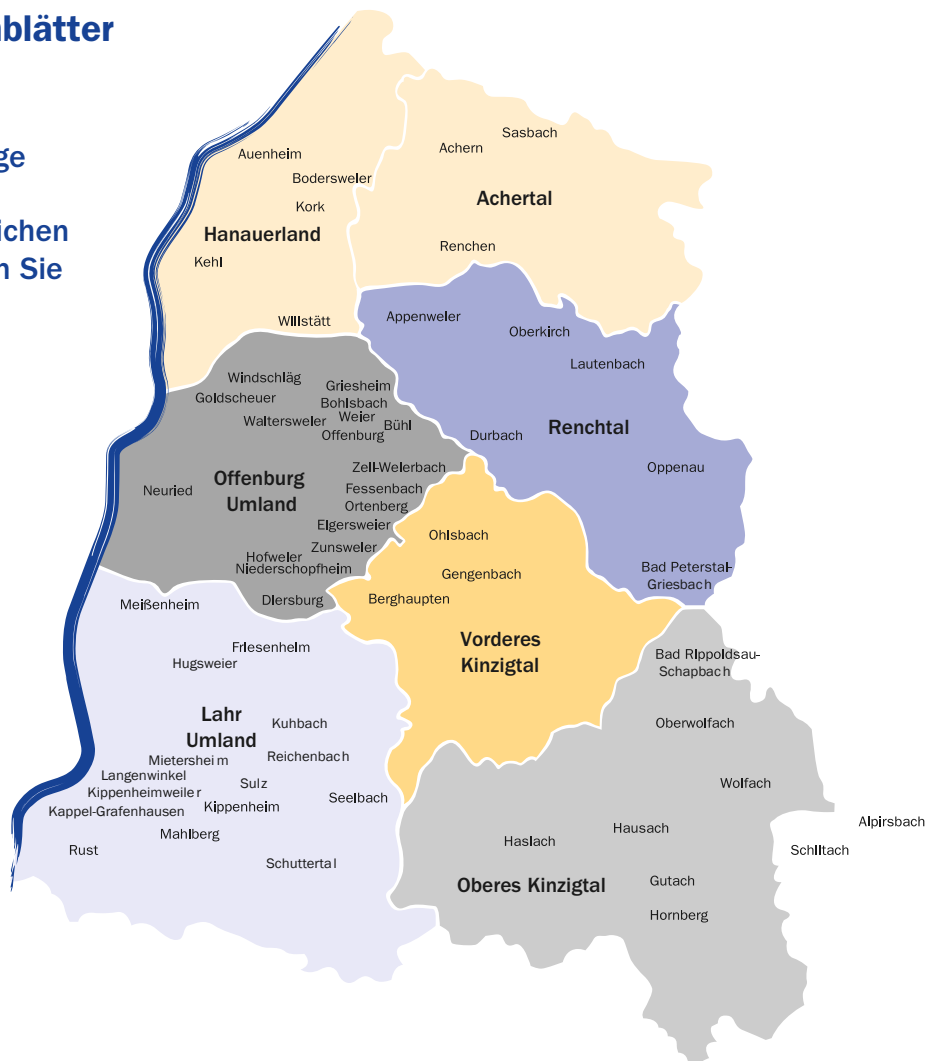 nblätter
ge
ichen
n Sie
Sasbach
Achern
Auenheim
Bodersweier
Achertal
Kork
Hanauerland
Renchen
Kehl
Willstätt
Appenweier
Oberkirch
Lautenbach
Windschläg
Griesheim
Goldscheuer
Bohlsbach
Waltersweier
Weier
Bühl
Offenburg
Durbach
Renchtal
Zell-Weierbach
Oppenau
Offenburg
Umland
Neuried
Fessenbach
Ortenberg
Elgersweier
Ohlsbach
Zunsweier
Hofweier
Niederschopfheim
Gengenbach
Bad Peterstal-
Griesbach
Diersburg
Berghaupten
Meißenheim
Vorderes
Kinzigtal
Friesenheim
Hugsweier
Bad Rippoldsau-
Schapbach
Lahr
Umland
Kuhbach
Oberwolfach
Reichenbach
Mietersheim
Langenwinkel
Sulz
Wolfach
Kippenheimweiler
Seelbach
Kappel-Grafenhausen
Kippenheim
Alpirsbach
Mahlberg
Haslach
Hausach
Rust
Schiltach
Schuttertal
Oberes Kinzigtal
Gutach
Hornberg